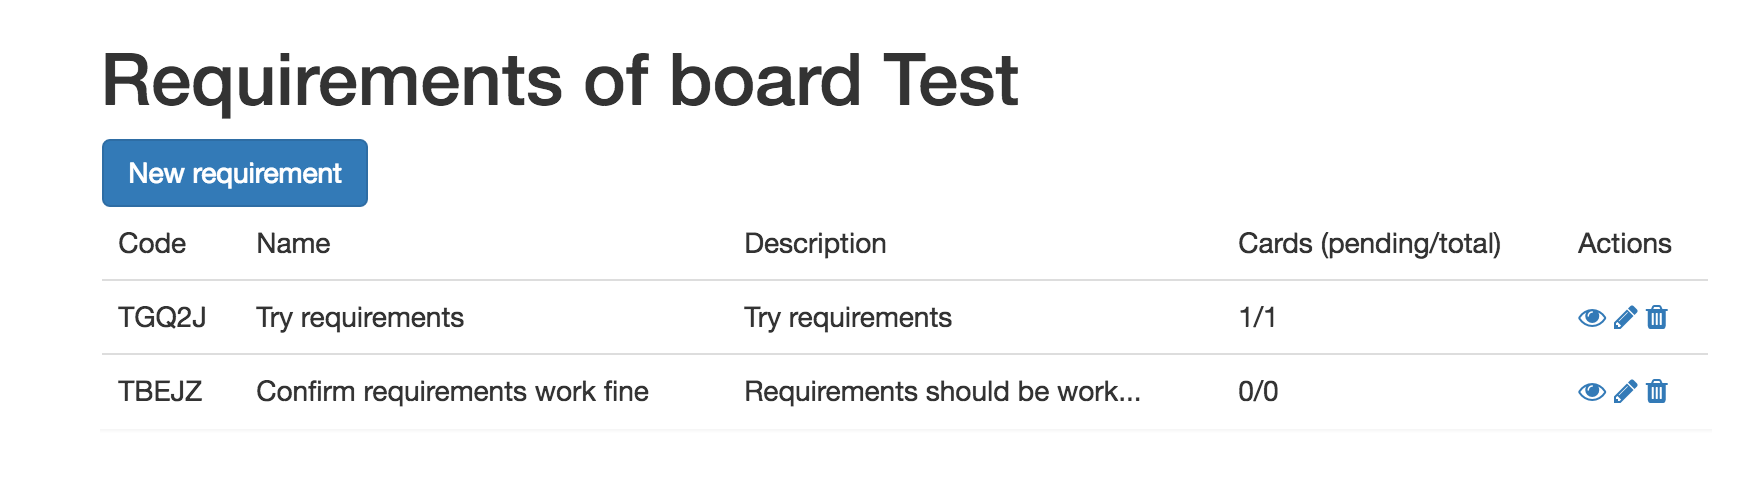 Requirements of board Test
New requirement
Code Name Description Cards (pending/total) Actions
TGQ2J Try requirements Try requirements 1/1
TBEJZ Confirm requirements work fine Requirements should be work... 0/0